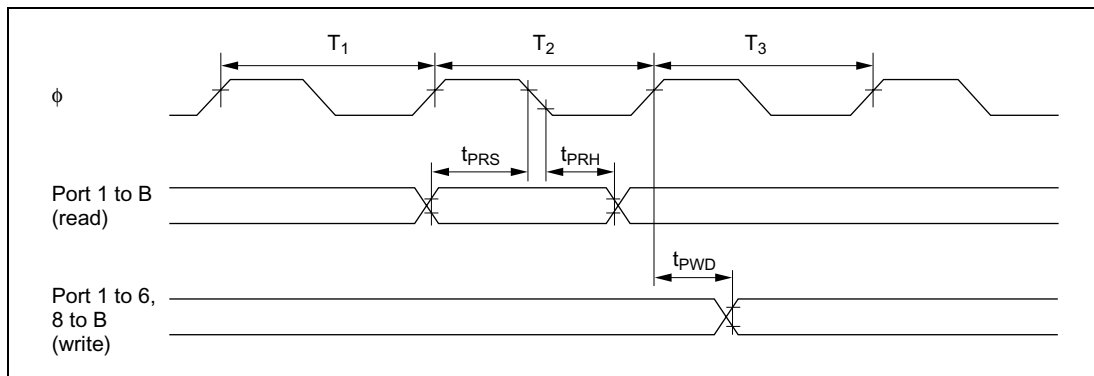 T1 T2 T3
ϕ
tPRS tPRH
Port 1 to B
(read)
tPWD
Port 1 to 6,
8 to B
(write)